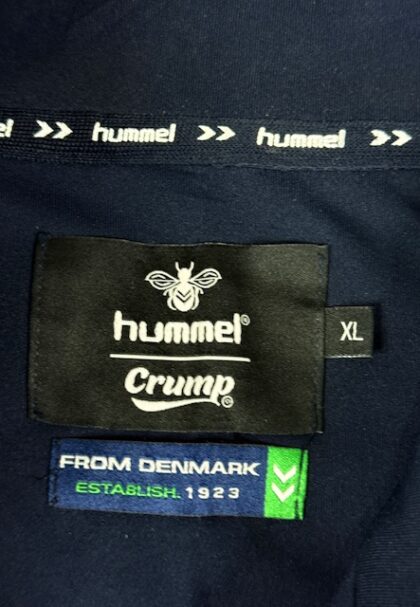 hummel hummel
hummel®
XL
Crump®
FROM DENMARK
ESTABLISH. 1923